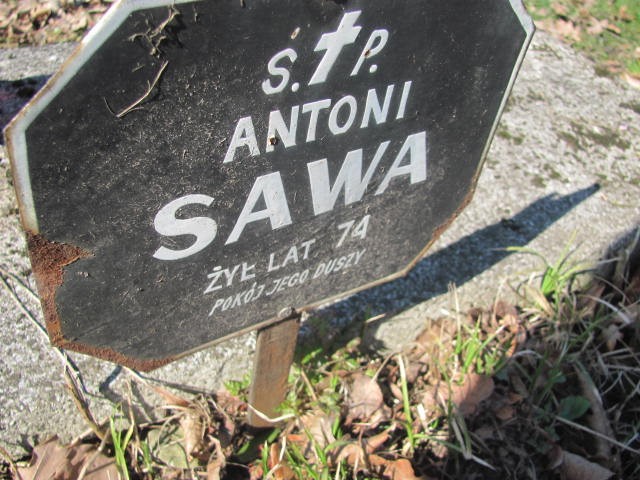 Ś. P.
ANTONI
SAWA
ŻYŁ LAT 74
POKÓJ JEGO DUSZY